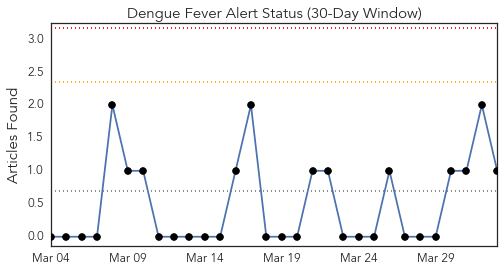 Dengue Fever Alert Status (30-Day Window)
Articles Found
3.0
2.5
2.0
1.5
1.0
0.5
0.0
Mar 04 Mar 09 Mar 14 Mar 19 Mar 24 Mar 29